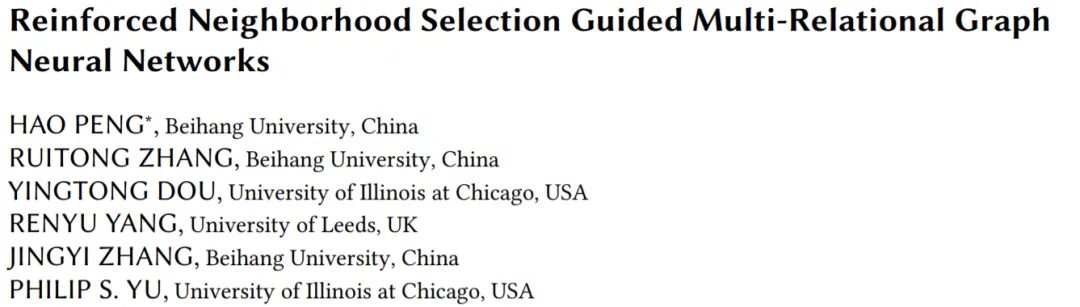 Reinforced Neighborhood Selection Guided Multi-Relational Graph
Neural Networks
HAO PENG*, Beihang University, China
RUITONG ZHANG, Beihang University, China
YINGTONG DOU, University of Illinois at Chicago, USA
RENYU YANG, University of Leeds, UK
JINGYI ZHANG, Beihang University, China
PHILIP S. YU, University of Illinois at Chicago, USA